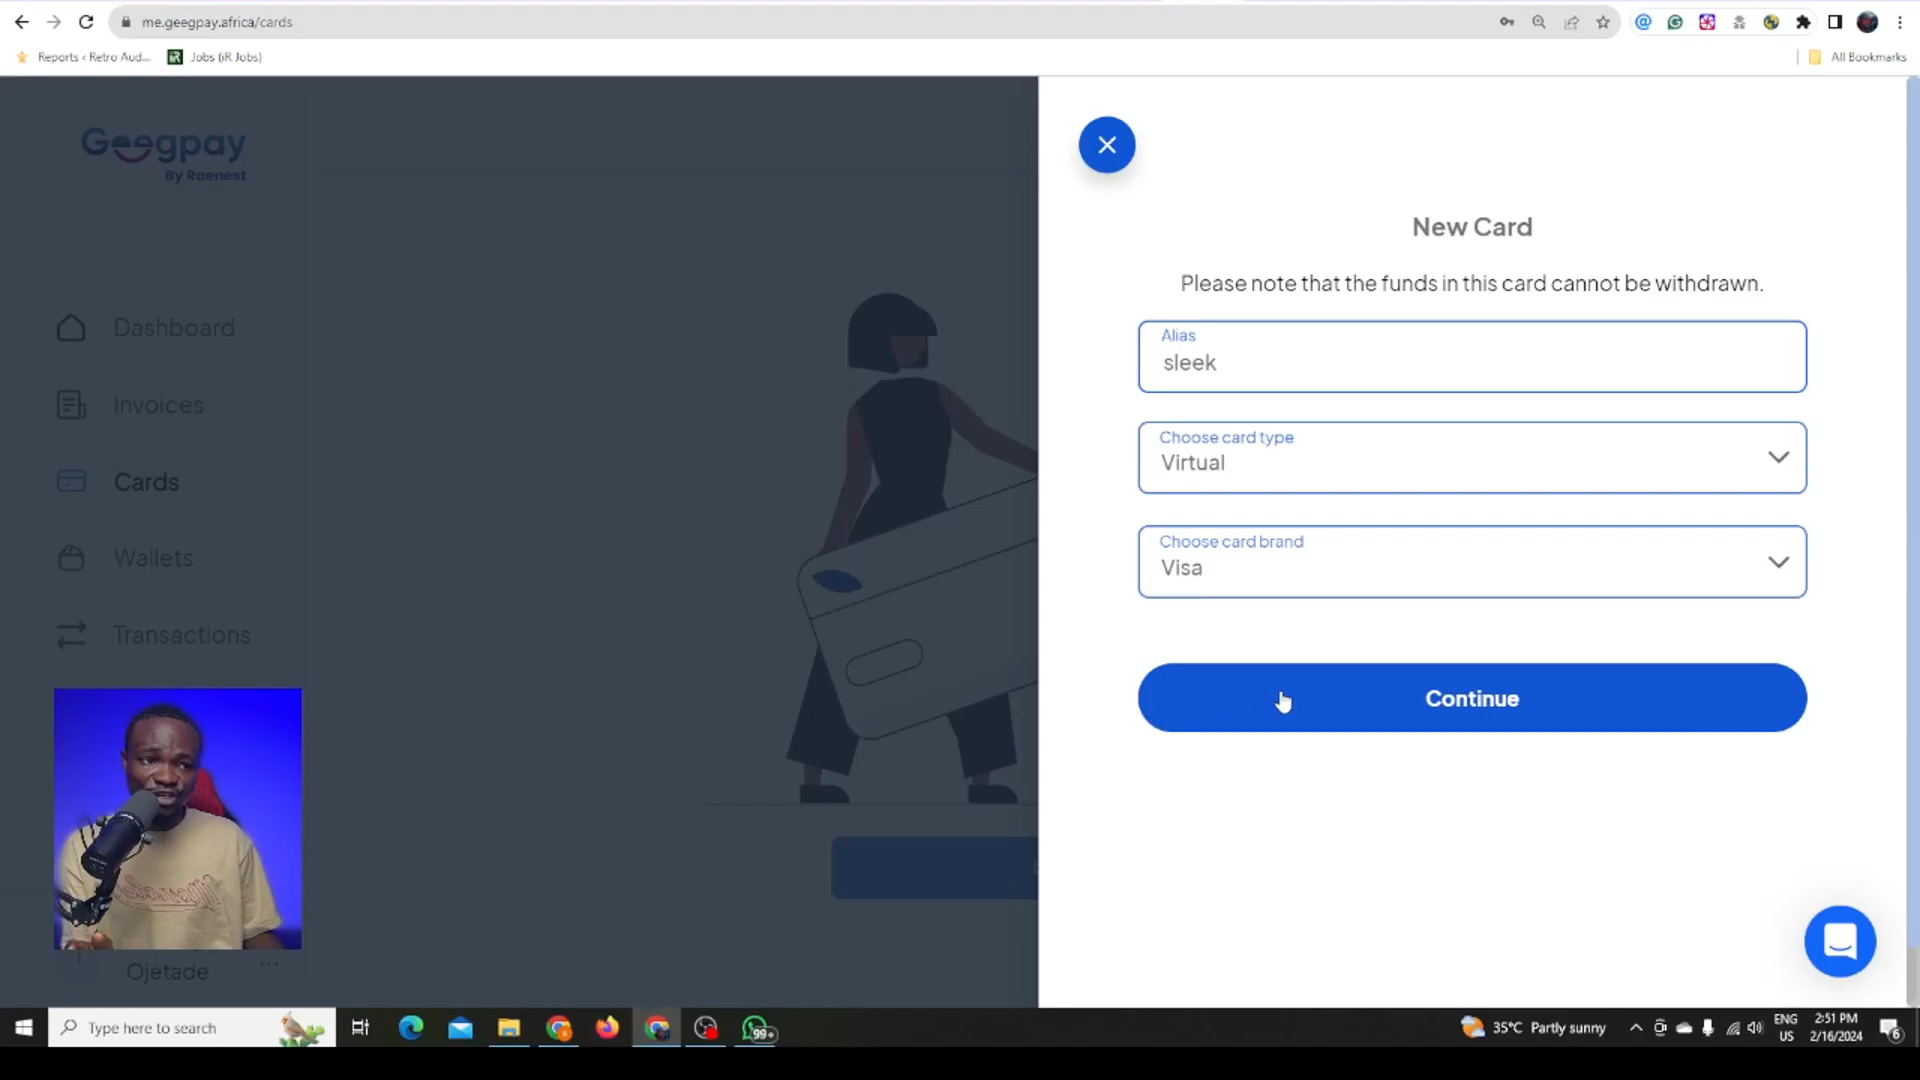 me.geegpay.africa/cards
Reports ‹ Retro Aud...
Jobs (iR Jobs)
All Bookmarks
Geegpay
By Raenest
Dashboard
Invoices
Cards
Wallets
Transactions
Ojetade
...
New Card
Please note that the funds in this card cannot be withdrawn.
Alias
sleek
Choose card type
Virtual
Choose card brand
Visa
Continue
Type here to search
99+
35°C Partly sunny
ENG
US
2:51 PM
2/16/2024
6